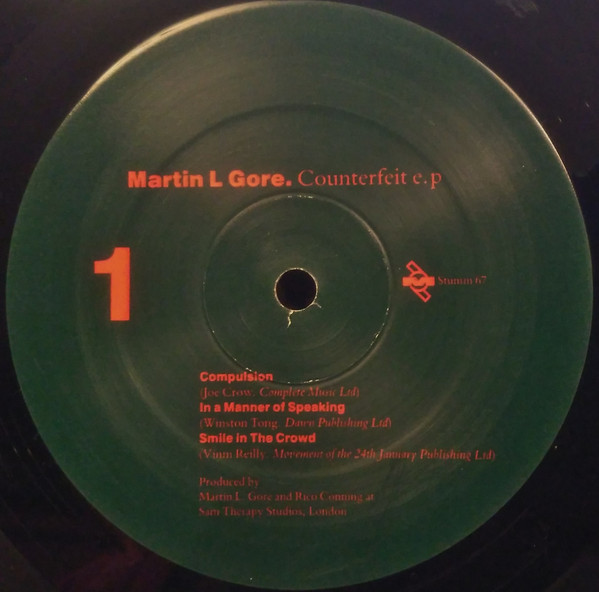 Martin L Gore. Counterfeit e.p
1
Stumm 67
Compulsion
(Joe Crow. Complete Music Ltd)
In a Manner of Speaking
(Winston Tong. Dawn Publishing Ltd)
Smile in The Crowd
(Vinni Reilly. Movement of the 24th January Publishing Ltd)
Produced by
Martin L. Gore and Rico Conning at
Sam Therapy Studios, London